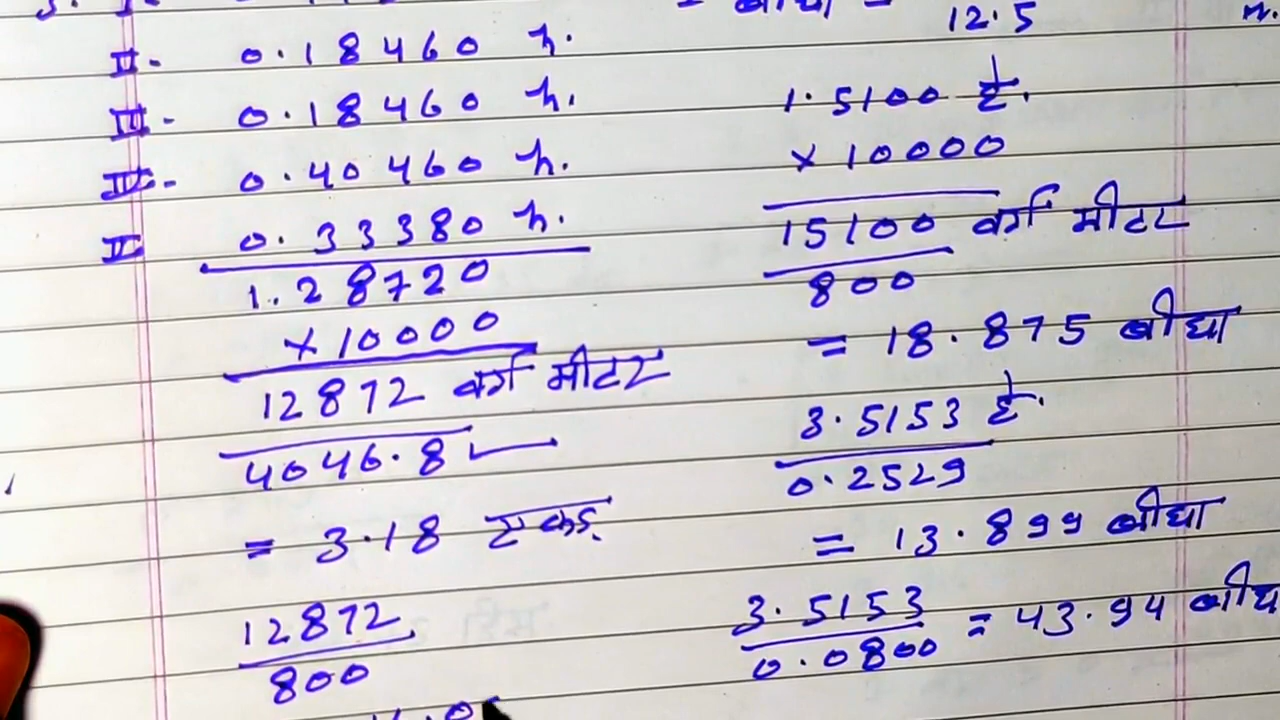 = बीघा =
12.5
II- 0.18460 h.
III- 0.18460 h.
IV- 0.40460 h.
V 0.33380 h.
1.28720
×10000
12872 वर्ग मीटर
4046.8
= 3.18 एकड़
12872
800
1.5100 हे.
×10000
15100 वर्ग मीटर
800
= 18.875 बीघा
3.5153 हे.
0.2529
= 13.899 बीघा
3.5153 = 43.94 बीघ
0.0800